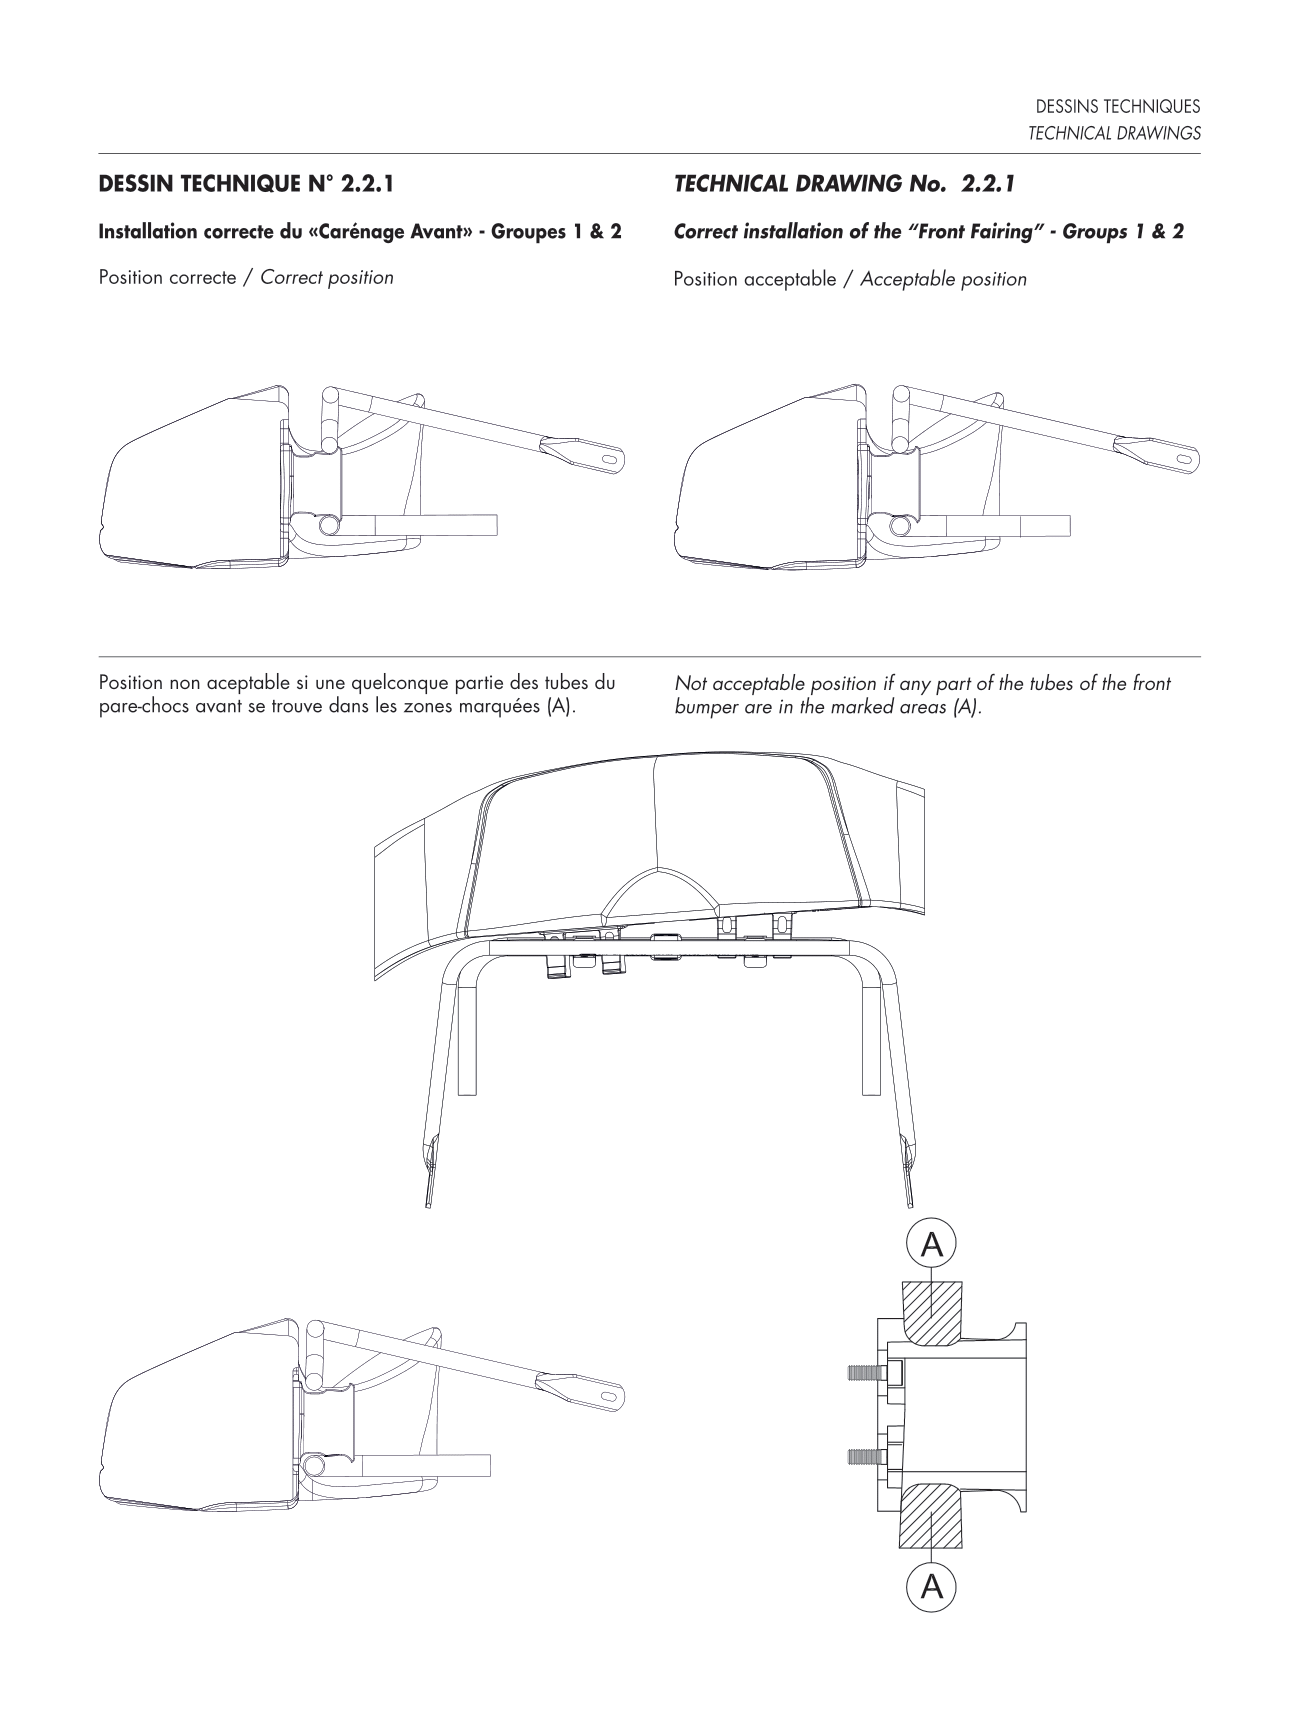 DESSINS TECHNIQUES
TECHNICAL DRAWINGS
DESSIN TECHNIQUE N° 2.2.1
TECHNICAL DRAWING No. 2.2.1
Installation correcte du «Carénage Avant» - Groupes 1 & 2
Correct installation of the “Front Fairing” - Groups 1 & 2
Position correcte / Correct position
Position acceptable / Acceptable position
Position non aceptable si une quelconque partie des tubes du
pare-chocs avant se trouve dans les zones marquées (A).
Not acceptable position if any part of the tubes of the front
bumper are in the marked areas (A).
A
A